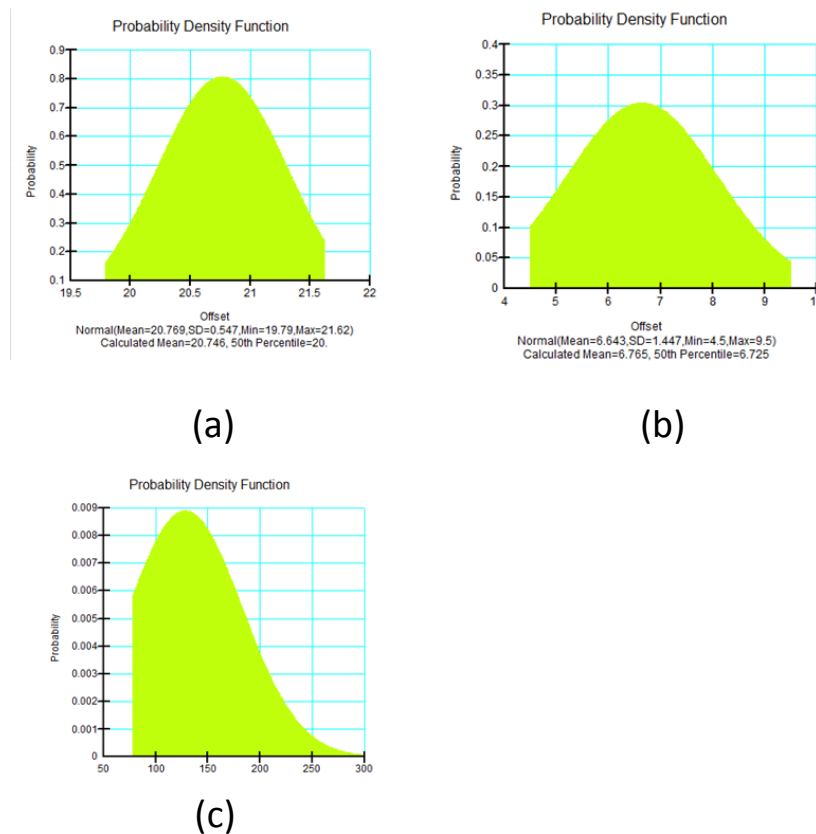 Probability Density Function
0.9
0.8
0.7
0.6
0.5
0.4
0.3
0.2
0.1
Probability
19.5 20 20.5 21 21.5 22
Offset
Normal(Mean=20.769,SD=0.547,Min=19.79,Max=21.62)
Calculated Mean=20.746, 50th Percentile=20.
(a)
Probability Density Function
0.4
0.35
0.3
0.25
0.2
0.15
0.1
0.05
0
Probability
4 5 6 7 8 9
Offset
Normal(Mean=6.643,SD=1.447,Min=4.5,Max=9.5)
Calculated Mean=6.765, 50th Percentile=6.725
(b)
Probability Density Function
0.009
0.008
0.007
0.006
0.005
0.004
0.003
0.002
0.001
0
Probability
50 100 150 200 250 300
(c)